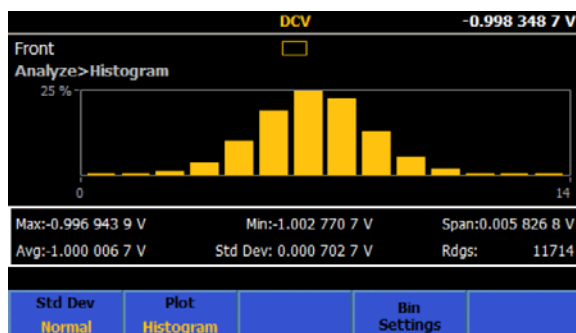 DCV -0.998 348 7 V
Front
Analyze>Histogram
25 %
0 14
Max:-0.996 943 9 V Min:-1.002 770 7 V Span:0.005 826 8 V
Avg:-1.000 006 7 V Std Dev: 0.000 702 7 V Rdgs: 11714
Std Dev Plot Bin
Normal Histogram Settings